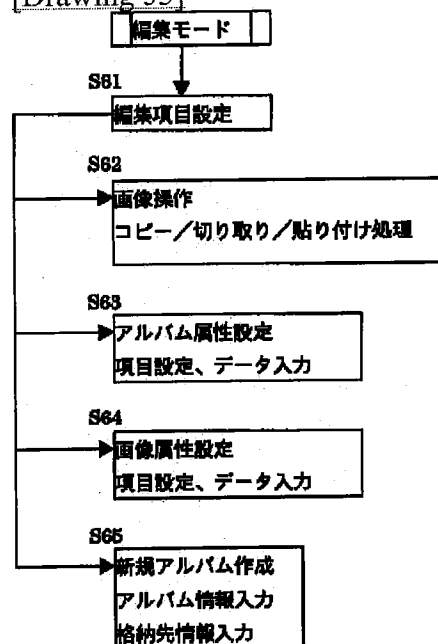 [Drawing 33]
編集モード
S61
編集項目設定
S62
画像操作
コピー／切り取り／貼り付け処理
S63
アルバム属性設定
項目設定、データ入力
S64
画像属性設定
項目設定、データ入力
S65
新規アルバム作成
アルバム情報入力
格納先情報入力